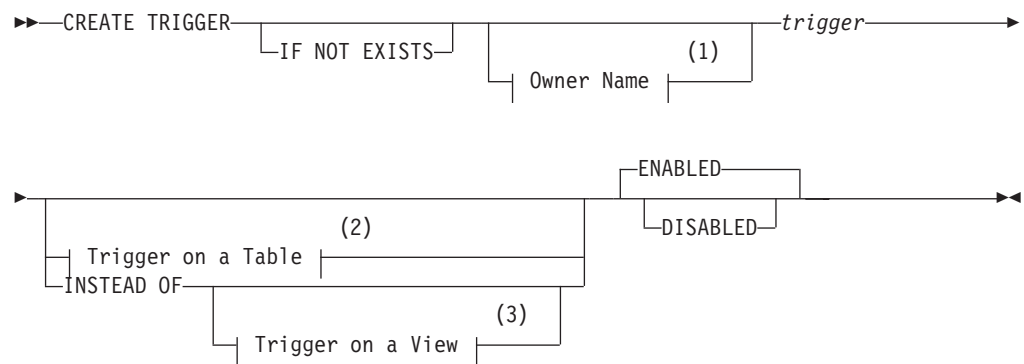 CREATE TRIGGER
IF NOT EXISTS
(1)
Owner Name
trigger
(2)
Trigger on a Table
INSTEAD OF
(3)
Trigger on a View
ENABLED
DISABLED